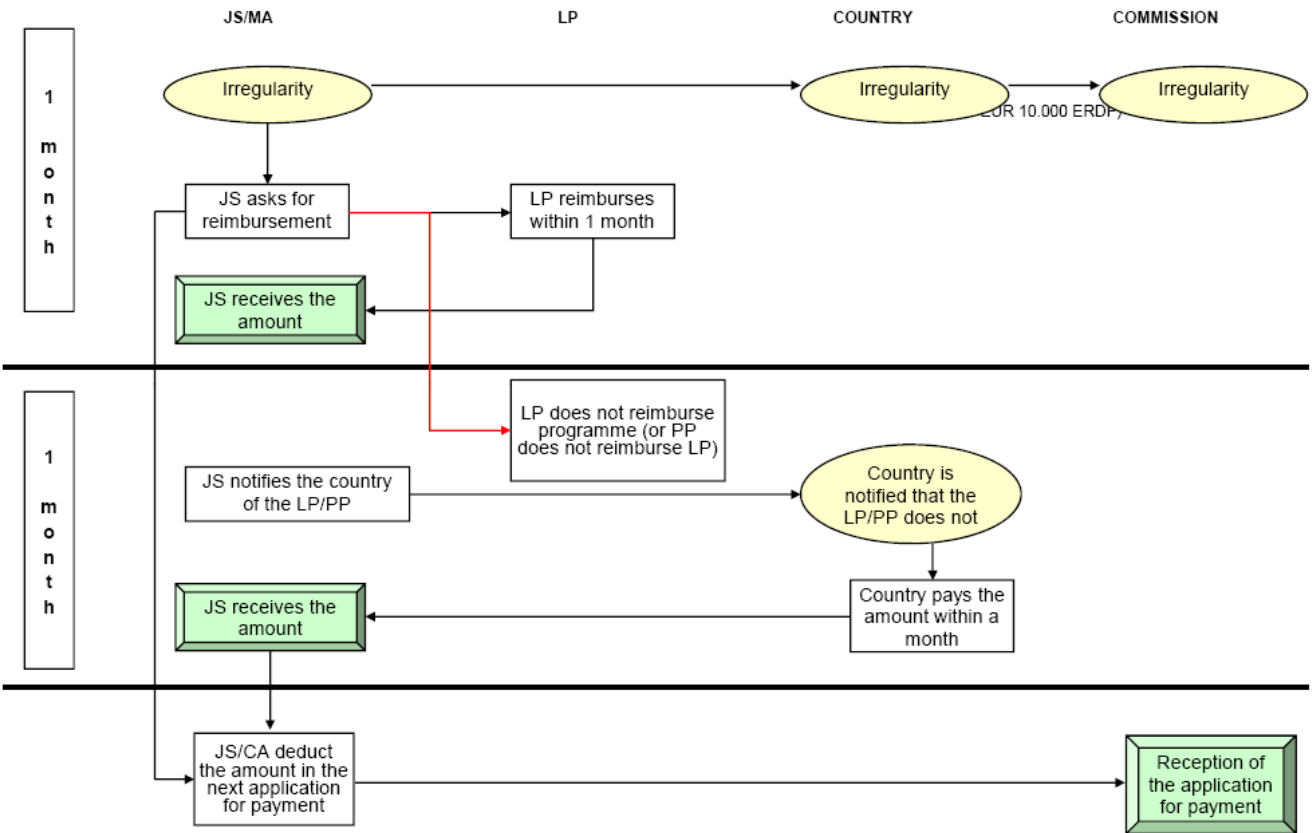 JS/MA LP COUNTRY COMMISSION
1
m
o
n
t
h
Irregularity
Irregularity
Irregularity
EUR 10.000 ERDP)
JS asks for
reimbursement
LP reimburses
within 1 month
JS receives the
amount
1
m
o
n
t
h
LP does not reimburse
programme (or PP
does not reimburse LP)
JS notifies the country
of the LP/PP
Country is
notified that the
LP/PP does not
JS receives the
amount
Country pays the
amount within a
month
JS/CA deduct
the amount in the
next application
for payment
Reception of
the application
for payment